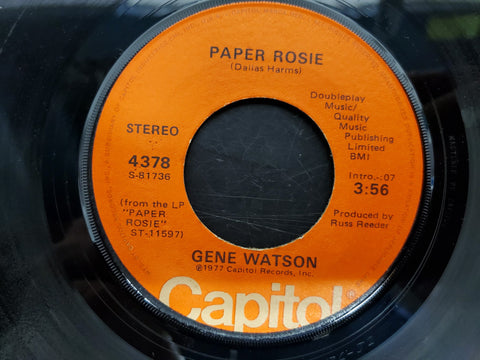 PAPER ROSIE
(Dallas Harms)
Doubleplay
Music/
Quality
Music
Publishing
Limited
BMI
STEREO
4378
S-81736
Intro.-:07
3:56
(from the LP
"PAPER
ROSIE"
ST-11597)
Produced by
Russ Reeder
GENE WATSON
©1977 Capitol Records, Inc.
Capitol